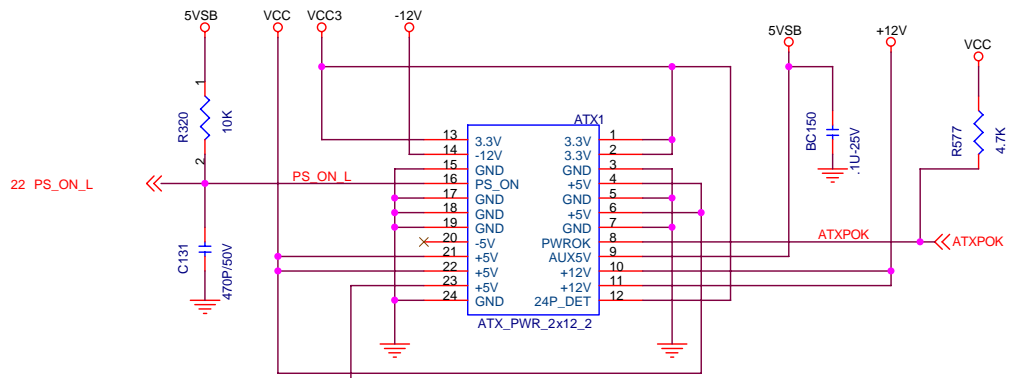 5VSB VCC VCC3 -12V 5VSB +12V VCC
1
R320
10K
2
ATX1
BC150
.1U-25V
R577
4.7K
13 3.3V 3.3V 1
14 -12V 3.3V 2
15 GND GND 3
22 PS_ON_L PS_ON_L 16 PS_ON +5V 4
17 GND GND 5
18 GND +5V 6
19 GND GND 7
20 -5V PWROK 8 ATXPOK ATXPOK
21 +5V AUX5V 9
22 +5V +12V 10
23 +5V +12V 11
24 GND 24P_DET 12
C131
470P/50V
ATX_PWR_2x12_2